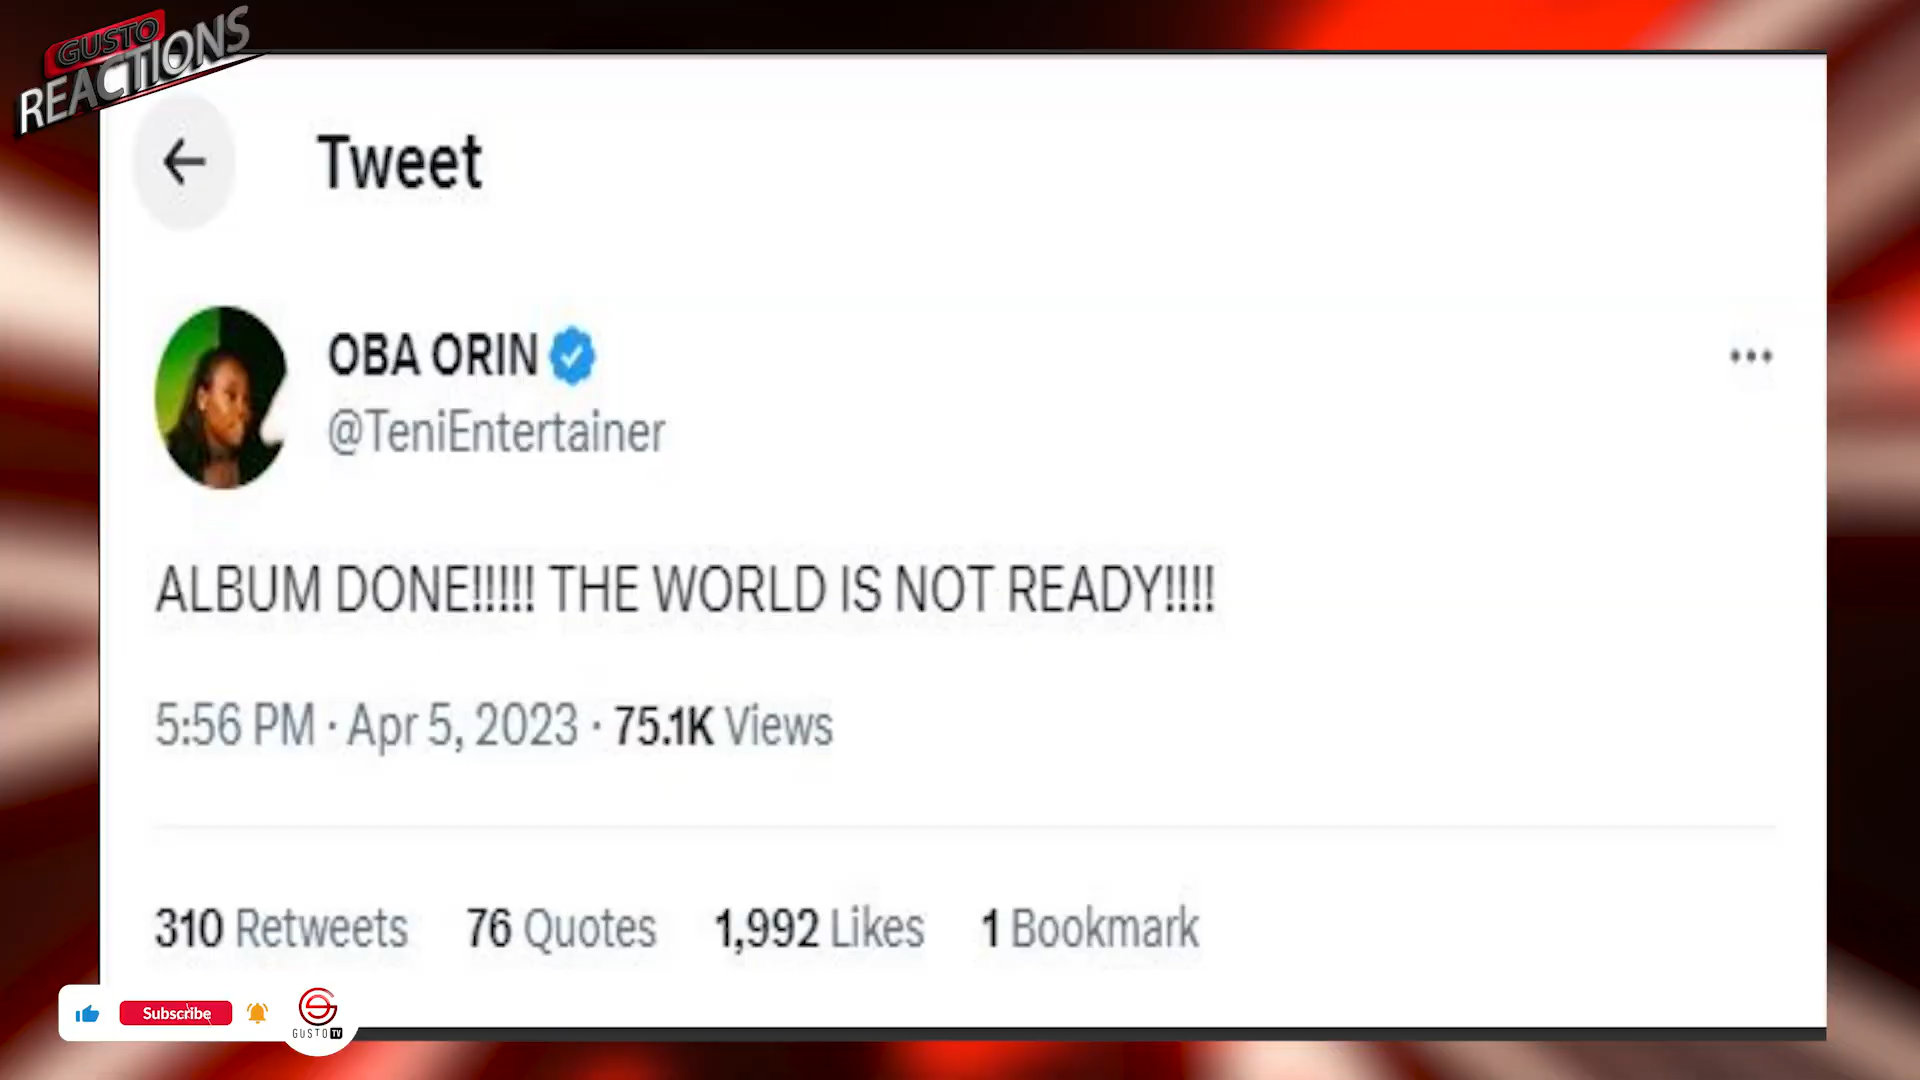 GUSTO
REACTIONS
Tweet
OBA ORIN
@TeniEntertainer
ALBUM DONE!!!!! THE WORLD IS NOT READY!!!!
5:56 PM · Apr 5, 2023 · 75.1K Views
310 Retweets 76 Quotes 1,992 Likes 1 Bookmark
Subscribe
GUSTO TV